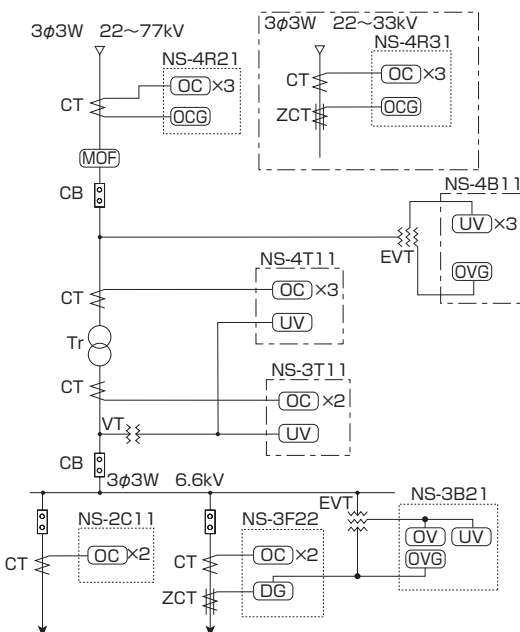 3φ3W 22～77kV
NS-4R21
CT
OC ×3
OCG
MOF
CB
3φ3W 22～33kV
NS-4R31
CT
OC ×3
ZCT
OCG
NS-4B11
UV ×3
EVT
OVG
NS-4T11
CT
OC ×3
UV
Tr
NS-3T11
CT
OC ×2
VT
UV
CB
3φ3W 6.6kV
NS-2C11
CT
OC ×2
NS-3F22
CT
OC ×2
ZCT
DG
EVT
NS-3B21
OV UV
OVG